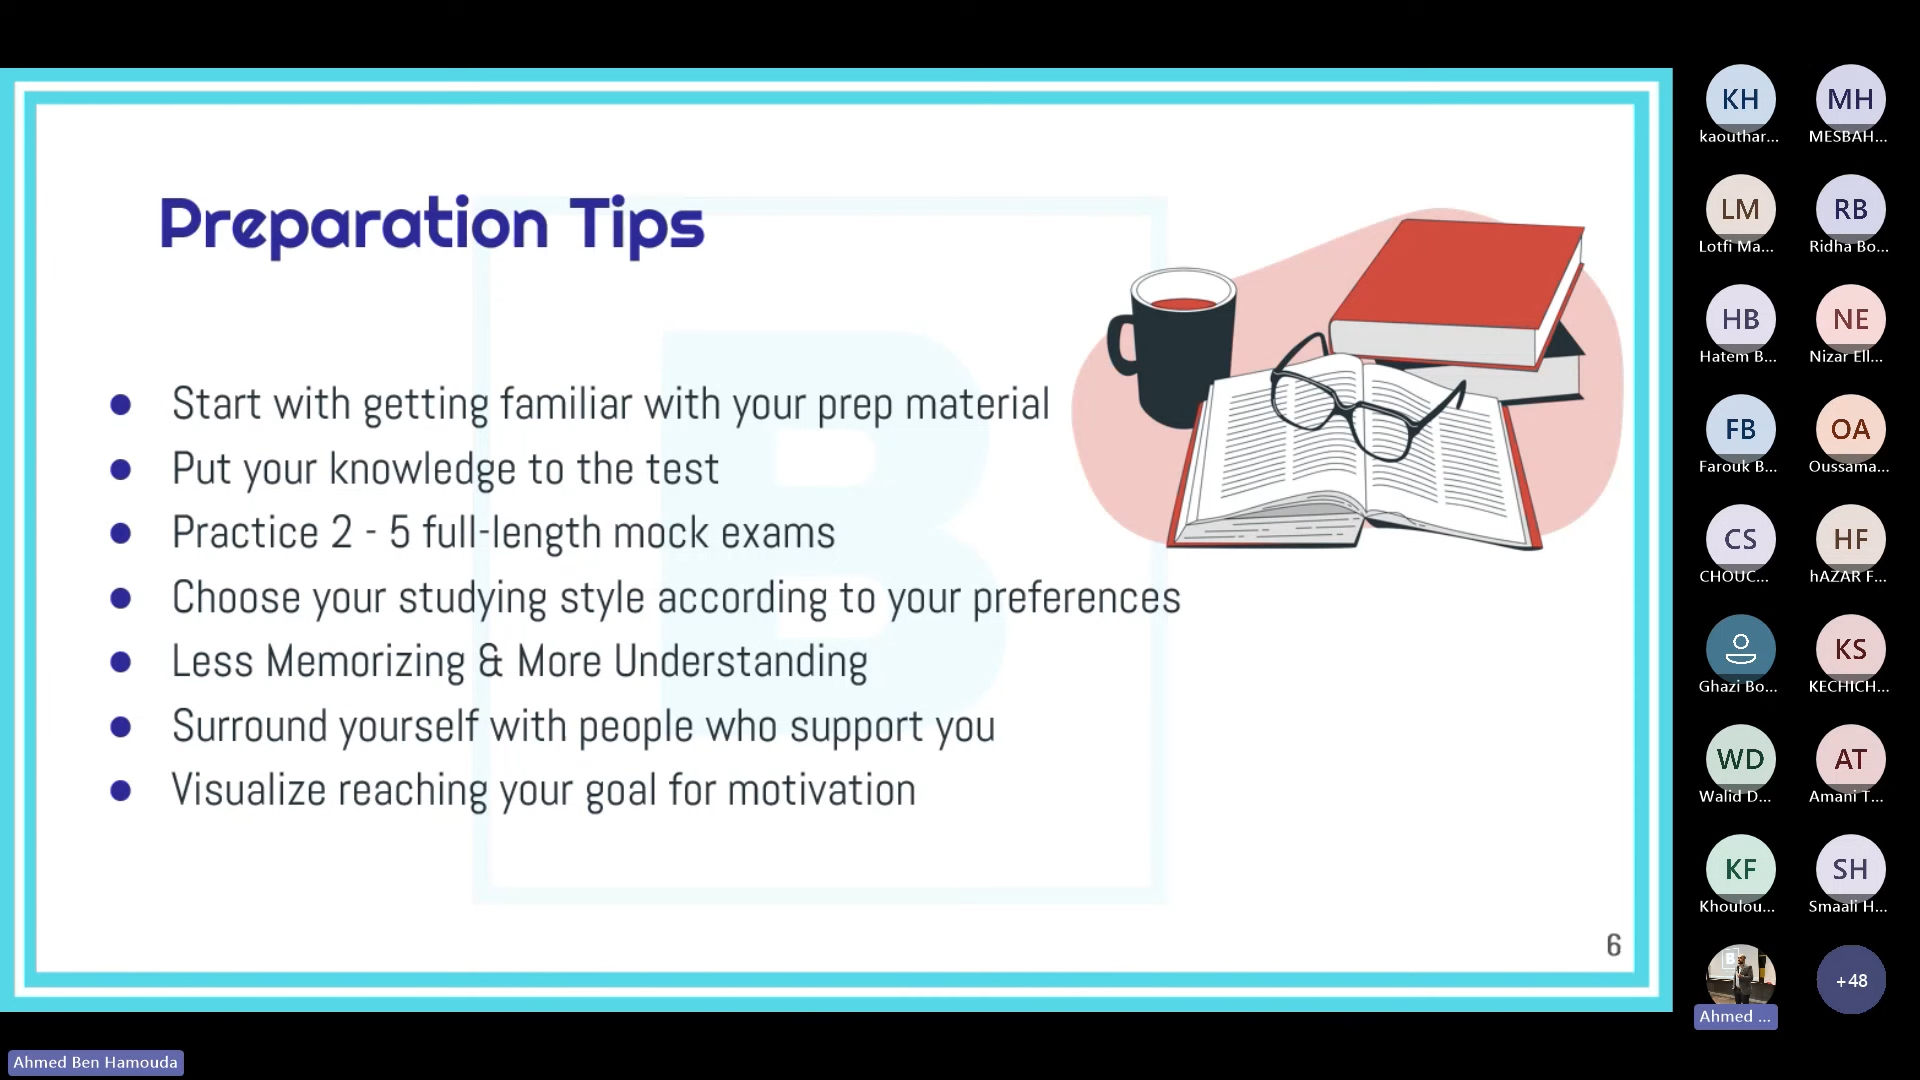 Preparation Tips
Start with getting familiar with your prep material
Put your knowledge to the test
Practice 2 - 5 full-length mock exams
Choose your studying style according to your preferences
Less Memorizing & More Understanding
Surround yourself with people who support you
Visualize reaching your goal for motivation
6
B
KH
kaouthar...
MH
MESBAH...
LM
Lotfi Ma...
RB
Ridha Bo...
HB
Hatem B...
NE
Nizar Ell...
FB
Farouk B...
OA
Oussama...
CS
CHOUC...
HF
hAZAR F...
Ghazi Bo...
KS
KECHICH...
WD
Walid D...
AT
Amani T...
KF
Khoulou...
SH
Smaali H...
B
Ahmed ...
+48
Ahmed Ben Hamouda